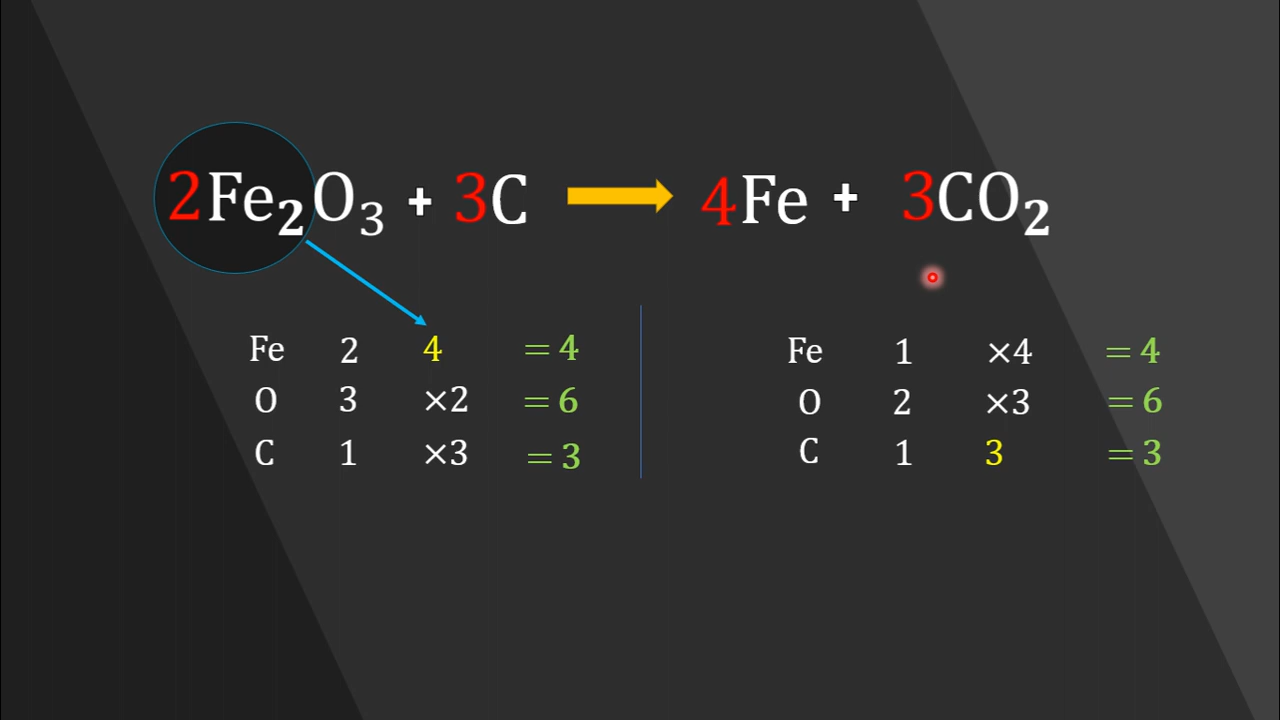 2Fe₂O₃ + 3C ➡ 4Fe + 3CO₂
Fe 2 4 = 4
O 3 ×2 = 6
C 1 ×3 = 3
Fe 1 ×4 = 4
O 2 ×3 = 6
C 1 3 = 3